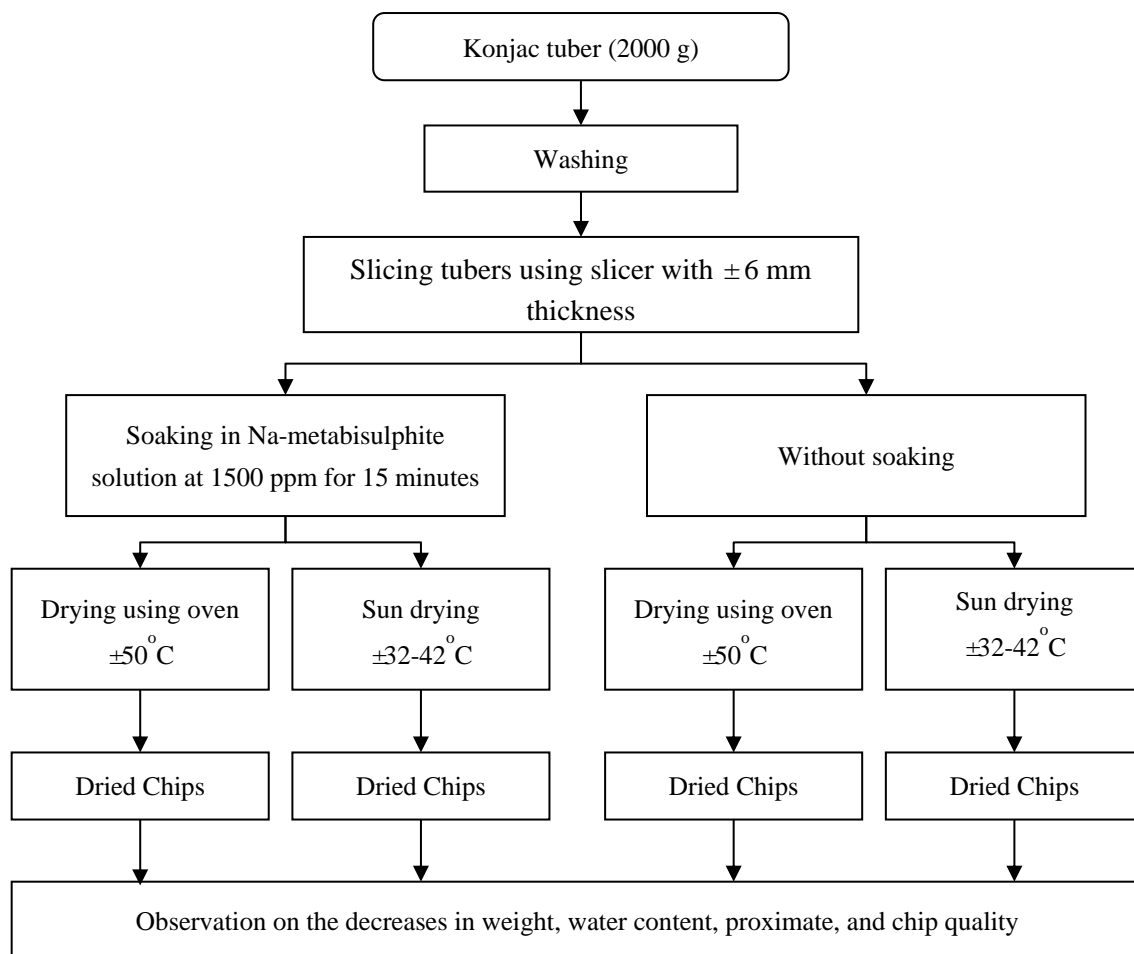 Konjac tuber (2000 g)
Washing
Slicing tubers using slicer with ±6 mm
thickness
Soaking in Na-metabisulphite
solution at 1500 ppm for 15 minutes
Without soaking
Drying using oven
±50°C
Sun drying
±32-42°C
Drying using oven
±50°C
Sun drying
±32-42°C
Dried Chips
Dried Chips
Dried Chips
Dried Chips
Observation on the decreases in weight, water content, proximate, and chip quality